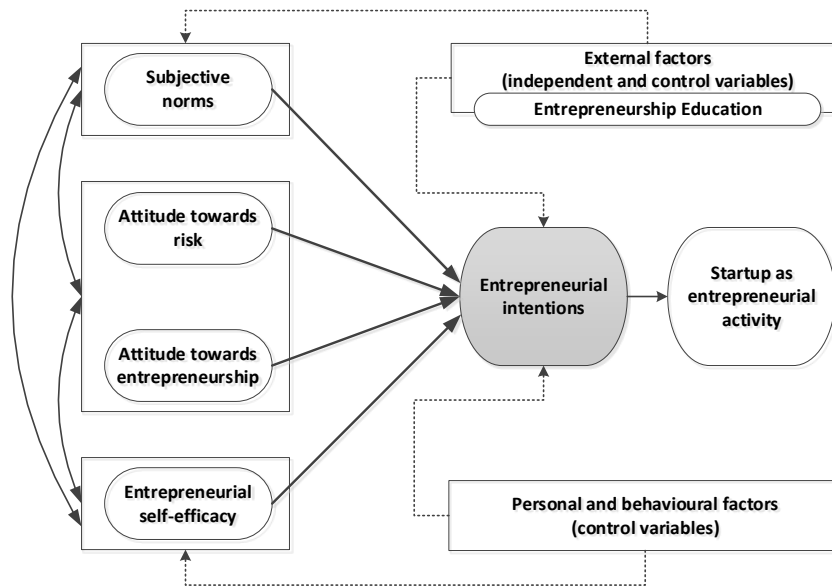 Subjective
norms
External factors
(independent and control variables)
Entrepreneurship Education
Attitude towards
risk
Attitude towards
entrepreneurship
Entrepreneurial
intentions
Startup as
entrepreneurial
activity
Entrepreneurial
self-efficacy
Personal and behavioural factors
(control variables)